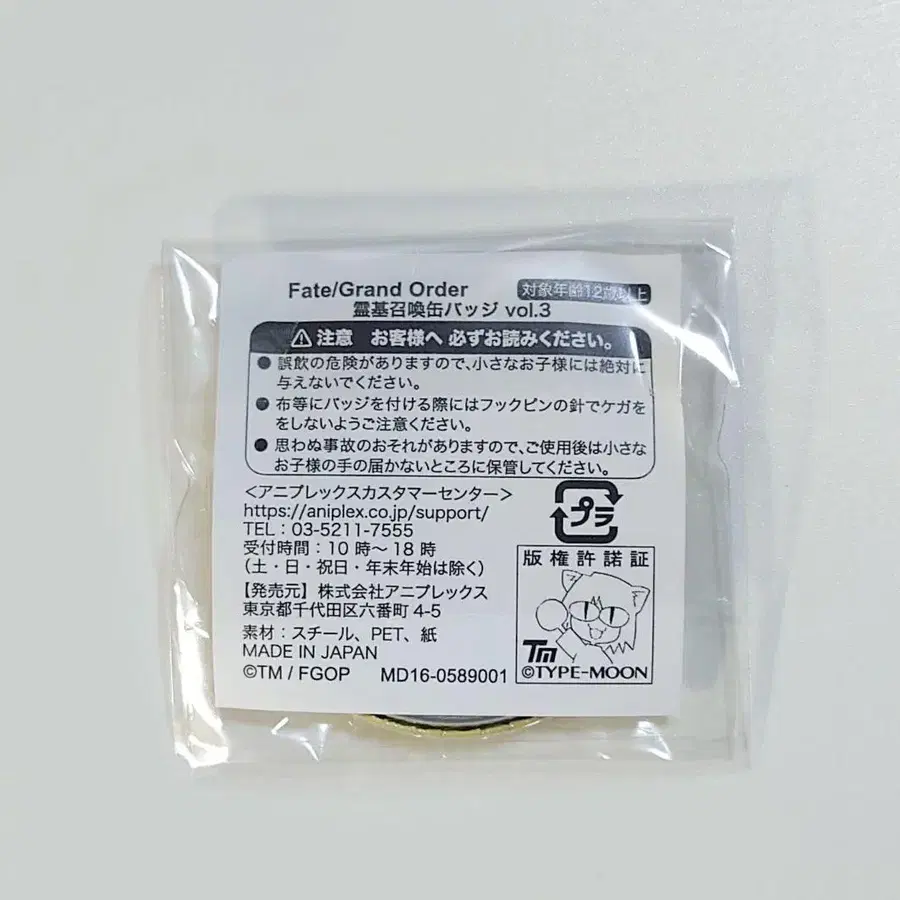 Fate/Grand Order 対象年齢12歳以上
霊基召喚缶バッジ vol.3
⚠注意 お客様へ 必ずお読みください。
● 誤飲の危険がありますので、小さなお子様には絶対に
与えないでください。
● 布等にバッジを付ける際にはフックピンの針でケガを
をしないようご注意ください。
● 思わぬ事故のおそれがありますので、ご使用後は小さな
お子様の手の届かないところに保管してください。
＜アニプレックスカスタマーセンター＞
https://aniplex.co.jp/support/
TEL：03-5211-7555
受付時間：10 時～ 18 時
（土・日・祝日・年末年始は除く）
【発売元】株式会社アニプレックス
東京都千代田区六番町 4-5
素材：スチール、PET、紙
MADE IN JAPAN
©TM / FGOP MD16-0589001
プラ
版権許諾証
TM
©TYPE-MOON